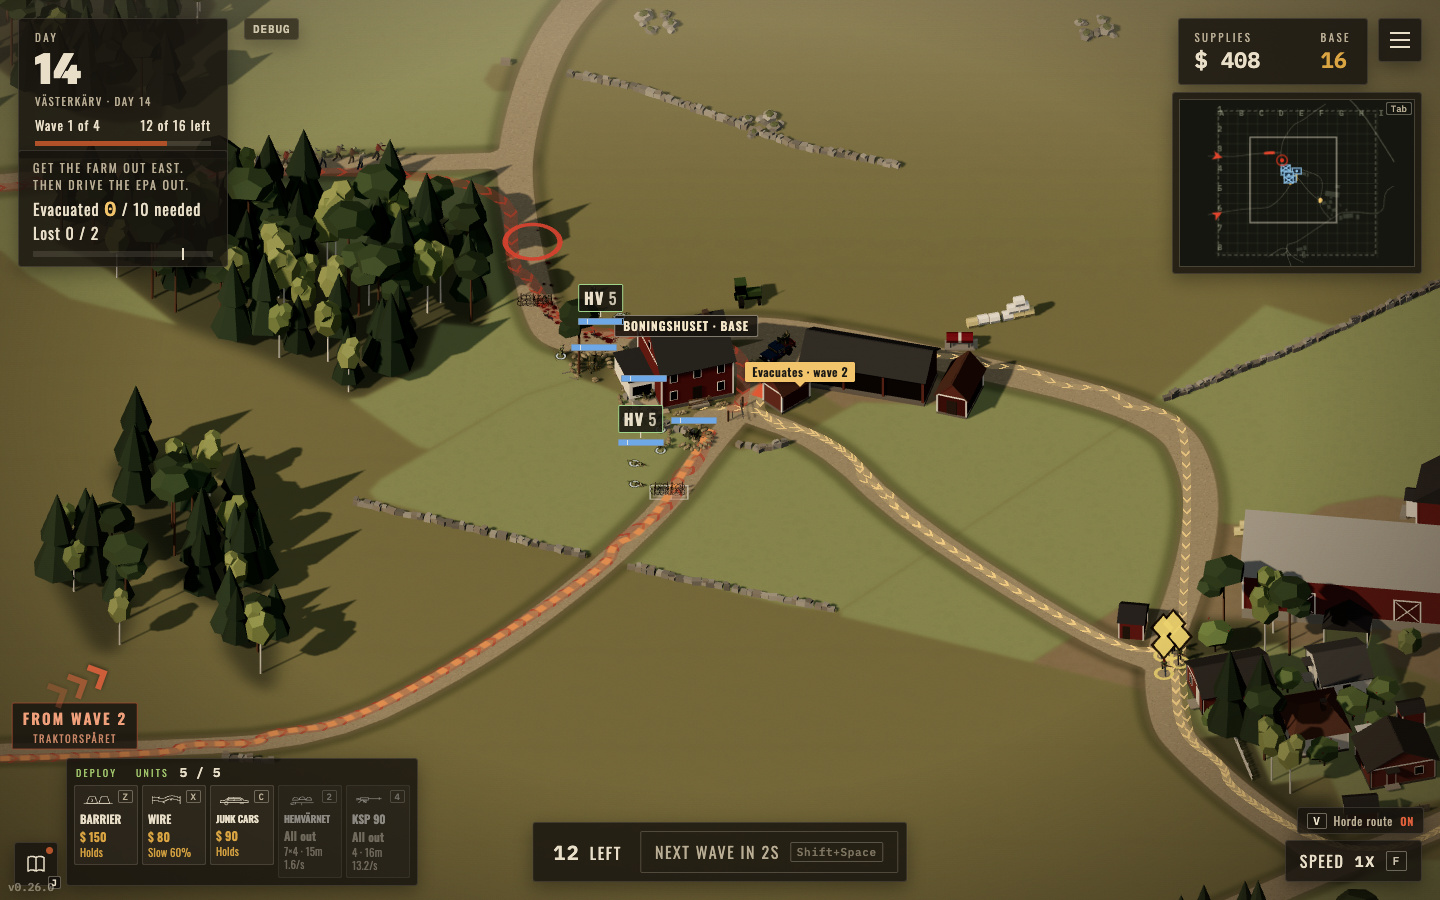 DAY
14
VÄSTERKÄRV · DAY 14
Wave 1 of 4 12 of 16 left
GET THE FARM OUT EAST.
THEN DRIVE THE EPA OUT.
Evacuated 0 / 10 needed
Lost 0 / 2
DEBUG
SUPPLIES BASE
$ 408 16
Tab
HV 5
BONINGSHUSET · BASE
Evacuates · wave 2
HV 5
FROM WAVE 2
TRAKTORSPÅRET
DEPLOY UNITS 5 / 5
Z
BARRIER
$ 150
Holds
X
WIRE
$ 80
Slow 60%
C
JUNK CARS
$ 90
Holds
2
HEMVÄRNET
All out
7×4 · 15m
1.6/s
4
KSP 90
All out
4 · 16m
13.2/s
J
v0.26.0
12 LEFT
NEXT WAVE IN 2S Shift+Space
V Horde route ON
SPEED 1X F